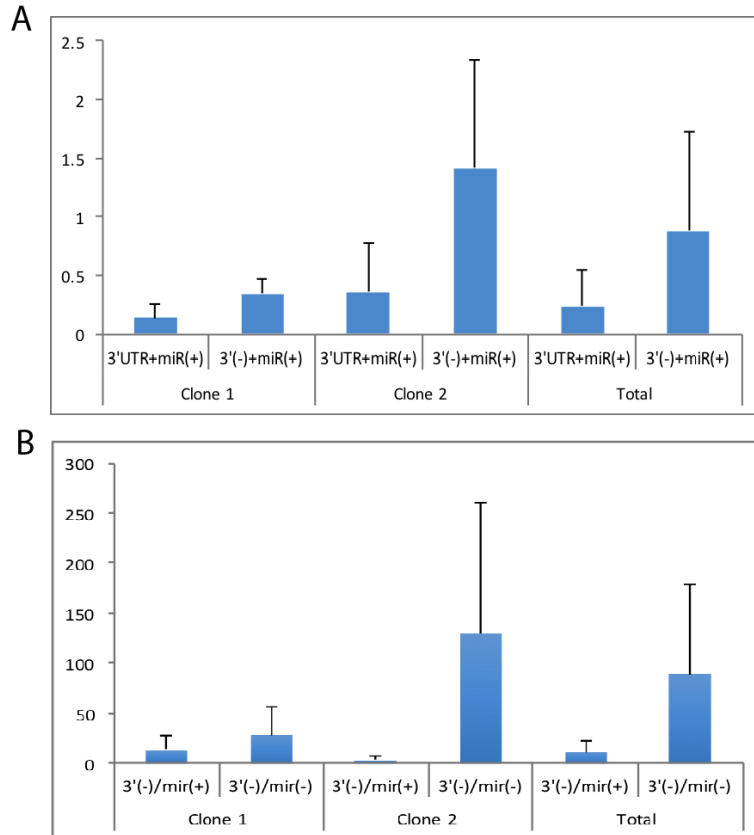 A
2.5
2
1.5
1
0.5
0
3'UTR+miR(+) 3'(-)+miR(+) 3'UTR+miR(+) 3'(-)+miR(+) 3'UTR+miR(+) 3'(-)+miR(+)
Clone 1 Clone 2 Total
B
300
250
200
150
100
50
0
3'(-)/mir(+) 3'(-)/mir(-) 3'(-)/mir(+) 3'(-)/mir(-) 3'(-)/mir(+) 3'(-)/mir(-)
Clone 1 Clone 2 Total